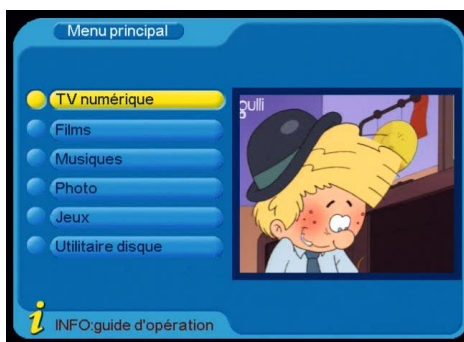 Menu principal
TV numérique
Films
Musiques
Photo
Jeux
Utilitaire disque
gulli
i INFO:guide d'opération